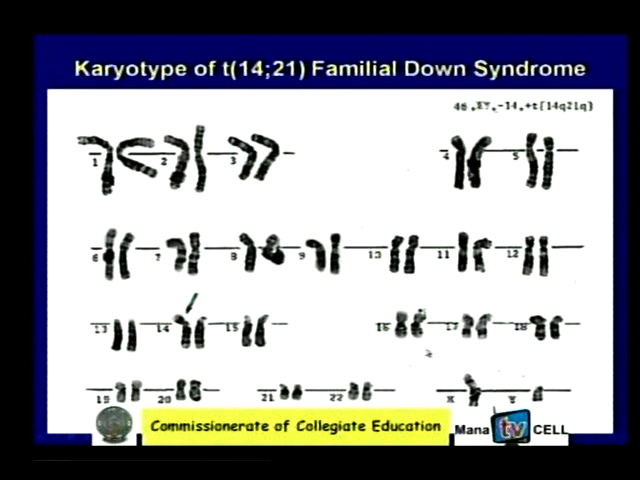 Karyotype of t(14;21) Familial Down Syndrome
46,XY,-14,+t(14q21q)
1 2 3 4 5
6 7 8 9 10 11 12
13 14 15 16 17 18
19 20 21 22 X Y
Commissionerate of Collegiate Education
Mana tv CELL